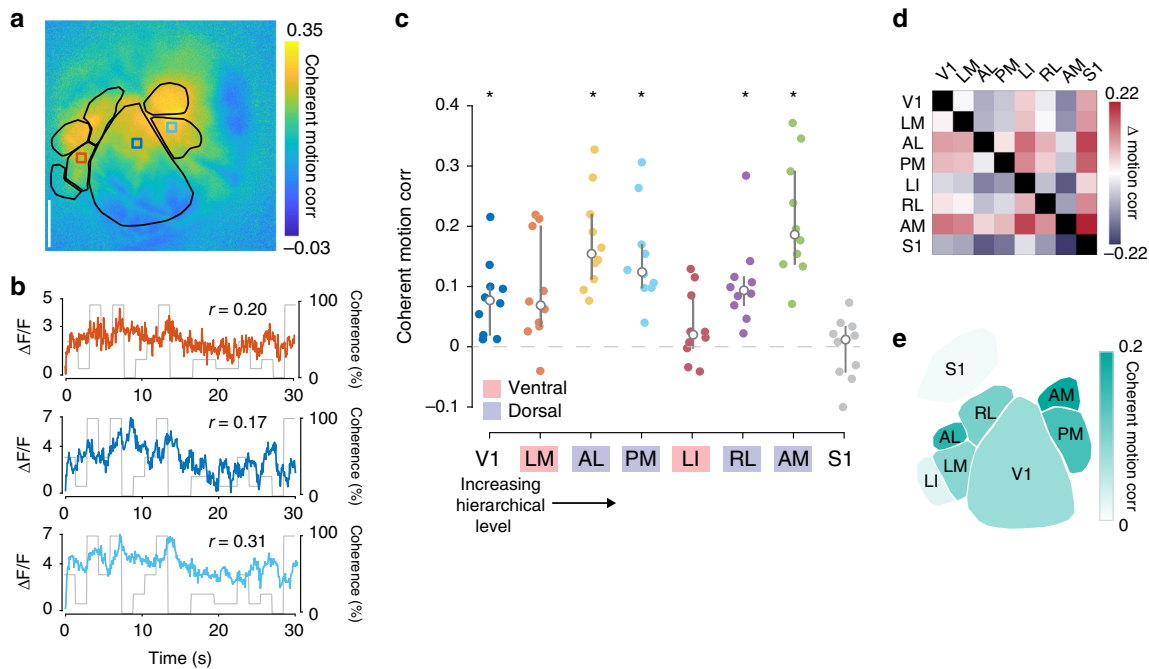 a
0.35
Coherent motion corr
−0.03
b
5
3
0
ΔF/F
r = 0.20
100
0
Coherence (%)
0 10 20 30
7
4
0
ΔF/F
r = 0.17
100
0
Coherence (%)
0 10 20 30
7
4
0
ΔF/F
r = 0.31
100
0
Coherence (%)
0 10 20 30
Time (s)
c
Coherent motion corr
0.4
0.3
0.2
0.1
0
−0.1
* * * * *
Ventral
Dorsal
V1 LM AL PM LI RL AM S1
Increasing
hierarchical
level
d
V1 LM AL PM LI RL AM S1
V1
LM
AL
PM
LI
RL
AM
S1
0.22
Δ motion corr
−0.22
e
S1
RL
AM
AL
PM
LM
LI
V1
0.2
Coherent motion corr
0